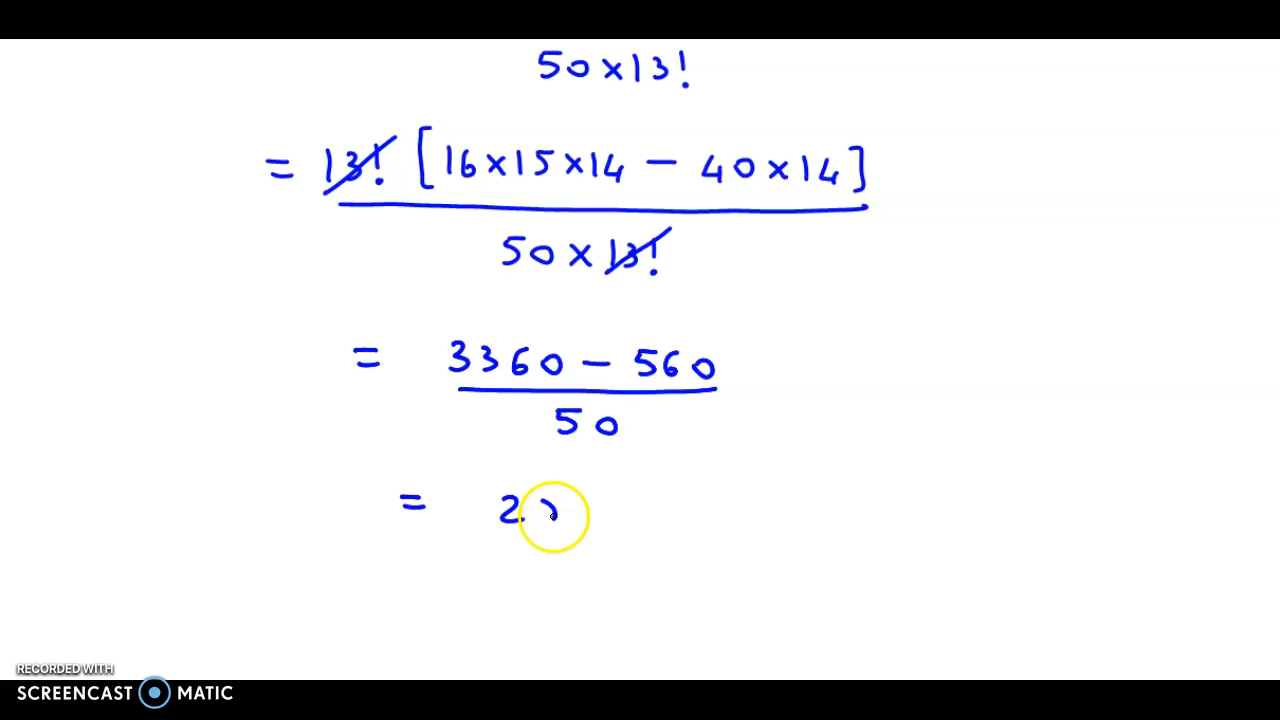 50×13!
= 13! [16×15×14 − 40×14]
50 × 13!
= 3360 − 560
50
= 2
RECORDED WITH
SCREENCAST MATIC